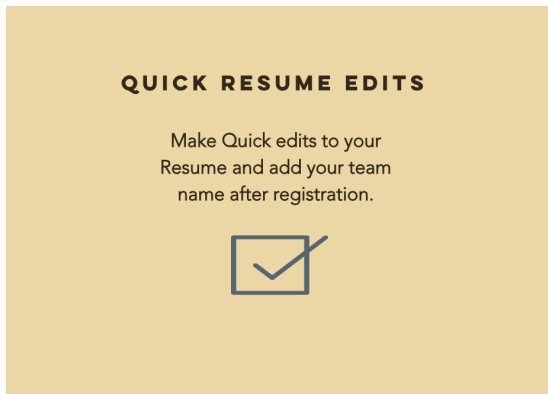 QUICK RESUME EDITS
Make Quick edits to your
Resume and add your team
name after registration.